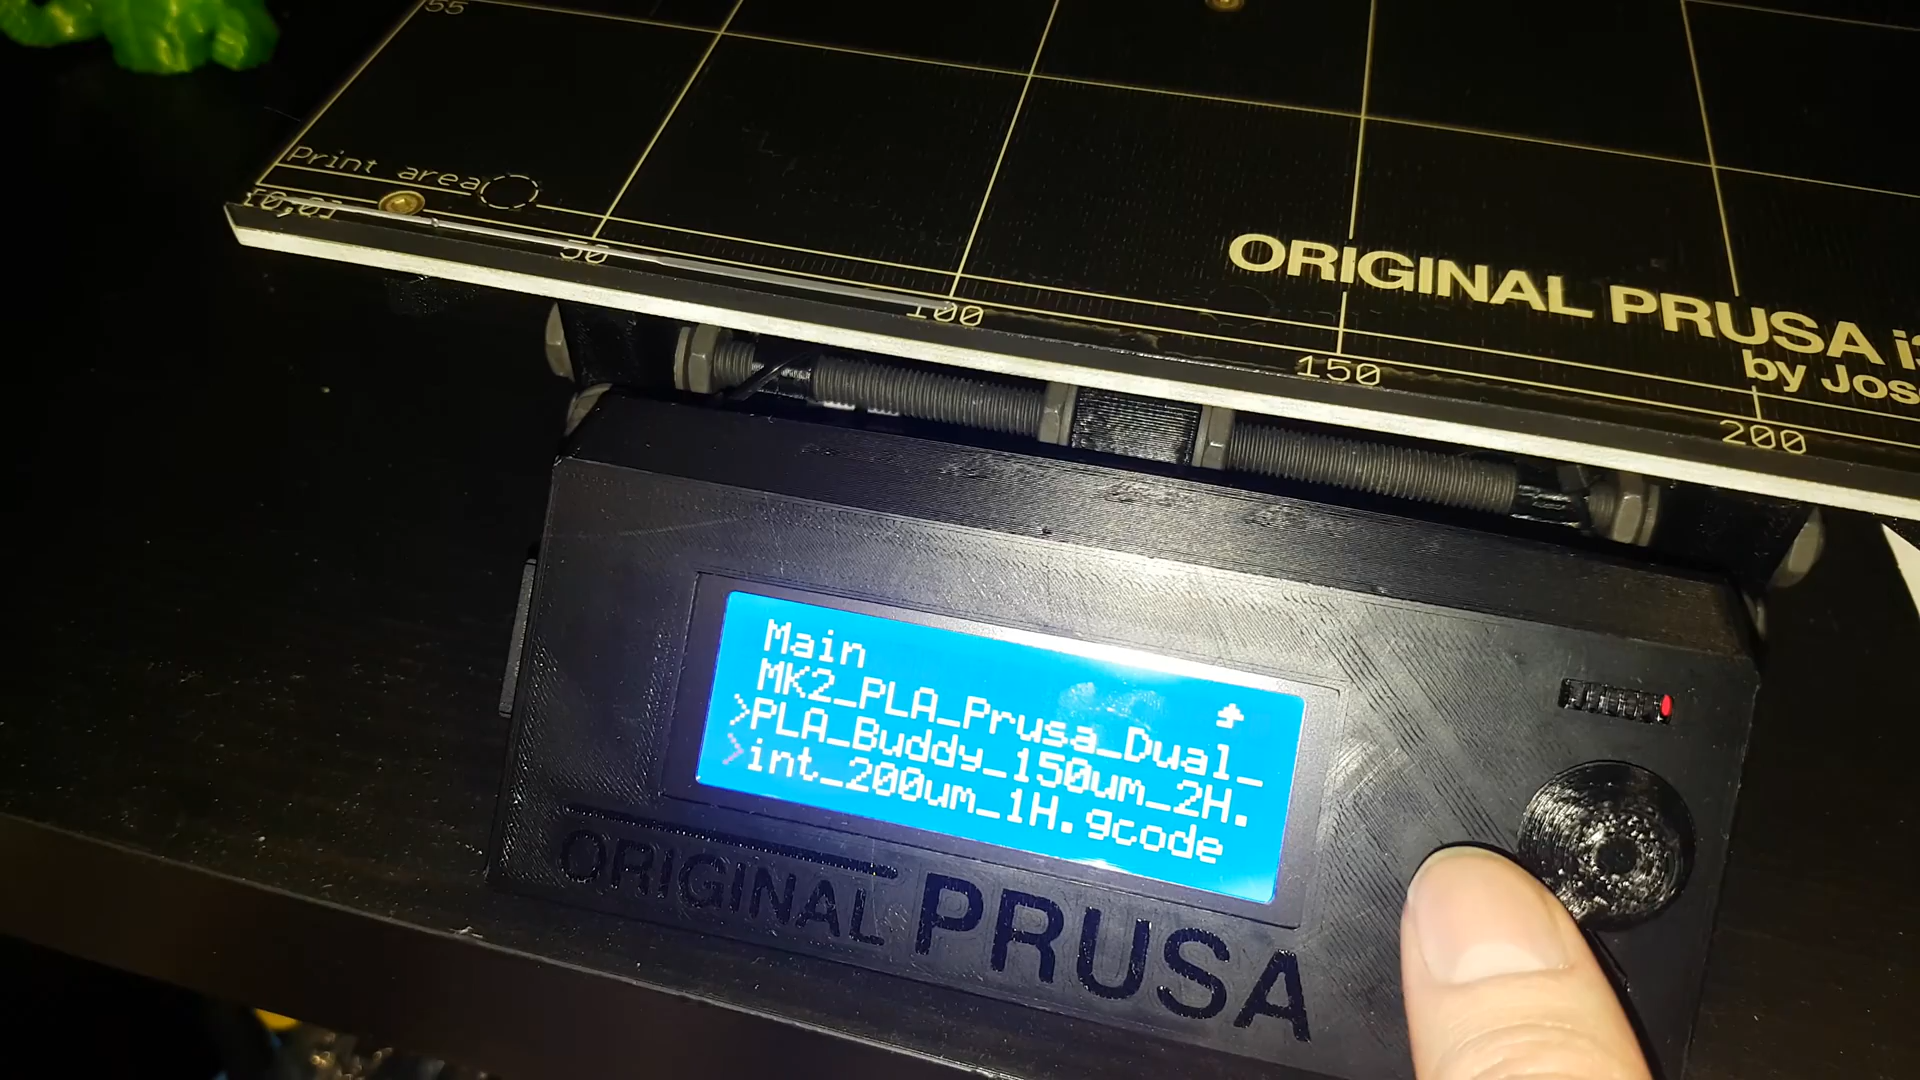 55
Print area
[0,0]
50
100
150
200
ORIGINAL PRUSA
by Jos
Main
MK2_PLA_Prusa_Dual_
>PLA_Buddy_150um_2H.
>int_200um_1H.gcode
ORIGINAL PRUSA